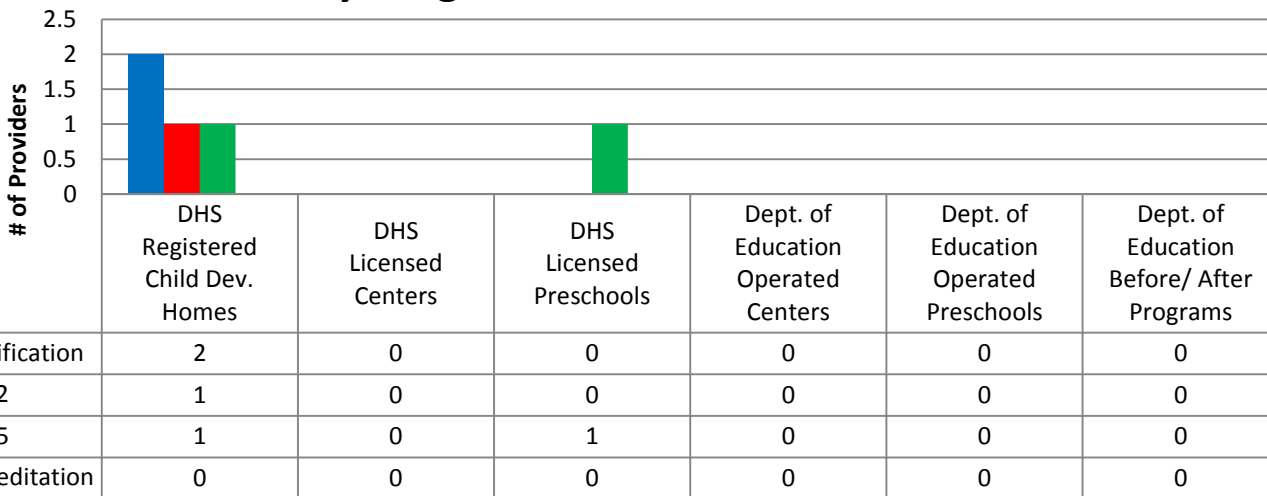 2.5
2
1.5
1
0.5
0
# of Providers
DHS
Registered
Child Dev.
Homes
DHS
Licensed
Centers
DHS
Licensed
Preschools
Dept. of
Education
Operated
Centers
Dept. of
Education
Operated
Preschools
Dept. of
Education
Before/ After
Programs
ification 2 0 0 0 0 0
2 1 0 0 0 0 0
5 1 0 1 0 0 0
editation 0 0 0 0 0 0